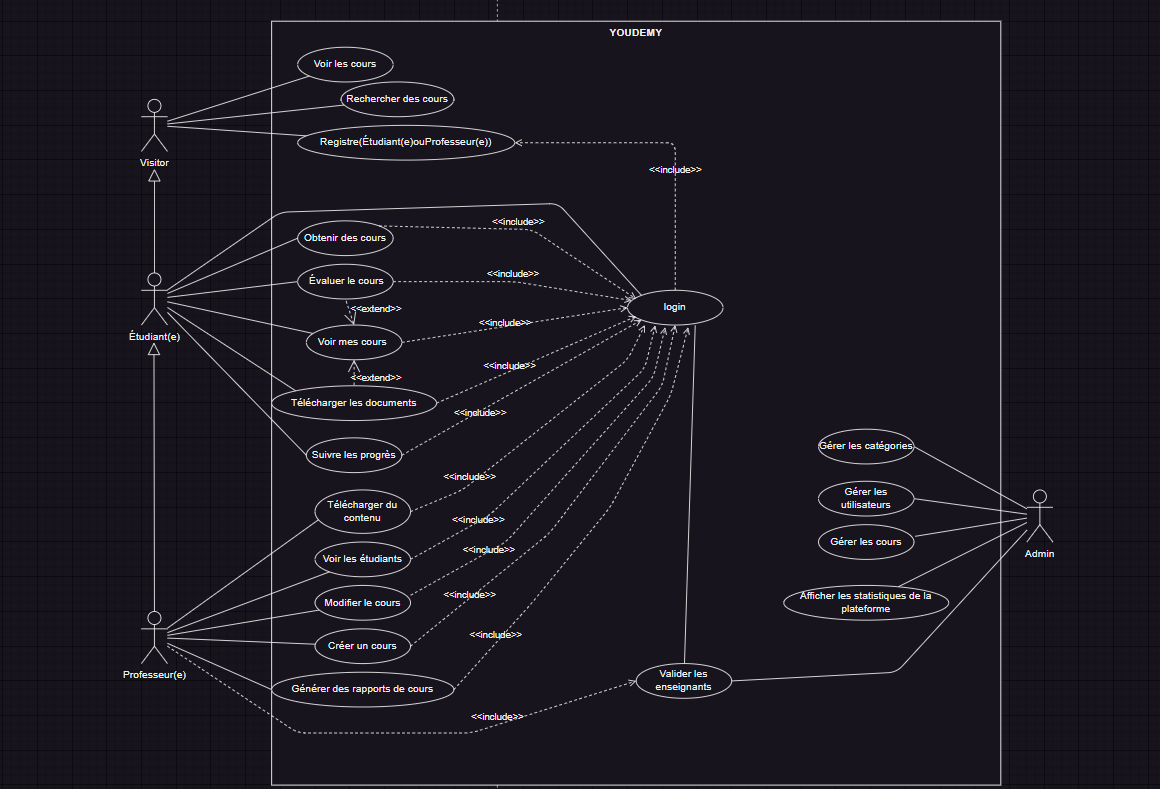 YOUDEMY
Voir les cours
Rechercher des cours
Registre(Étudiant(e)ouProfesseur(e))
Visitor
<<include>>
<<include>>
Obtenir des cours
<<include>>
Évaluer le cours
<<extend>>
login
Étudiant(e)
<<include>>
Voir mes cours
<<include>>
<<extend>>
Télécharger les documents
<<include>>
Suivre les progrès
Gérer les catégories
<<include>>
Télécharger du
contenu
Gérer les
utilisateurs
<<include>>
Gérer les cours
<<include>>
Admin
Voir les étudiants
<<include>>
Afficher les statistiques de la
plateforme
Modifier le cours
<<include>>
Créer un cours
Professeur(e)
Valider les
enseignants
Générer des rapports de cours
<<include>>